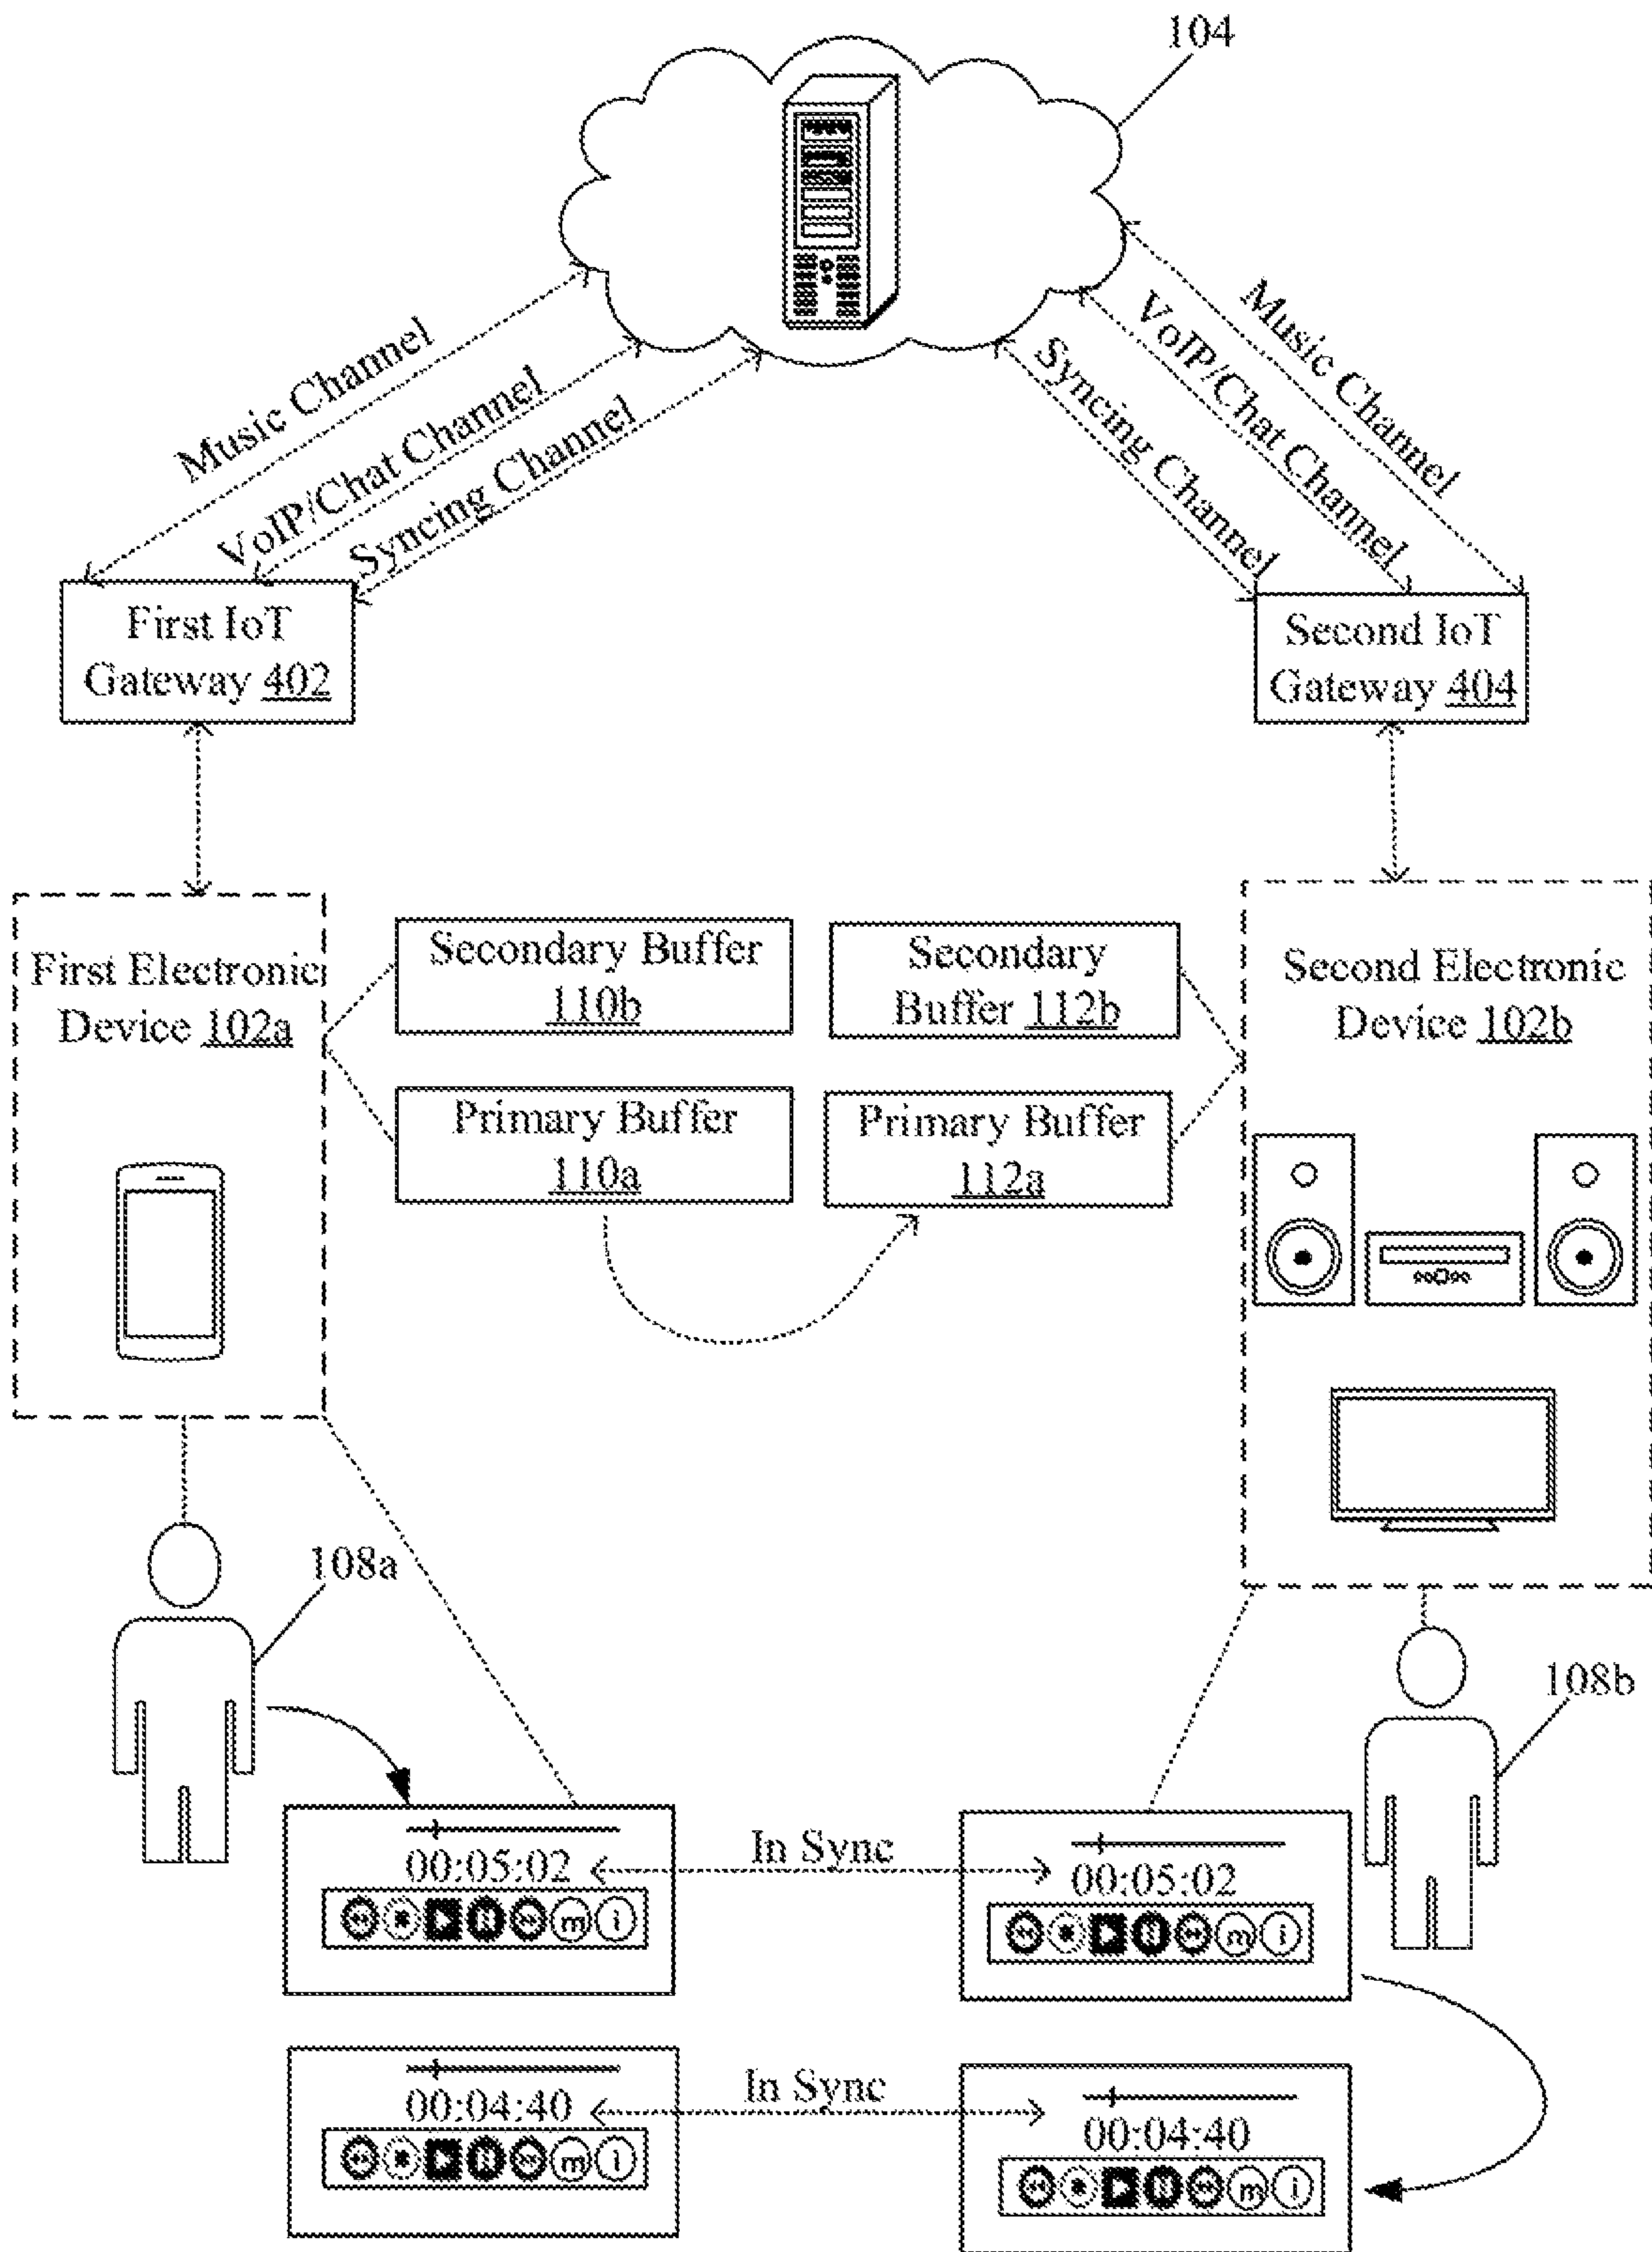 104
Music Channel
VoIP/Chat Channel
Syncing Channel
Music Channel
VoIP/Chat Channel
Syncing Channel
First IoT
Gateway 402
Second IoT
Gateway 404
First Electronic
Device 102a
Secondary Buffer
110b
Secondary
Buffer 112b
Second Electronic
Device 102b
Primary Buffer
110a
Primary Buffer
112a
108a
108b
00:05:02
In Sync
00:05:02
m i
m i
00:04:40
In Sync
00:04:40
m i
m i